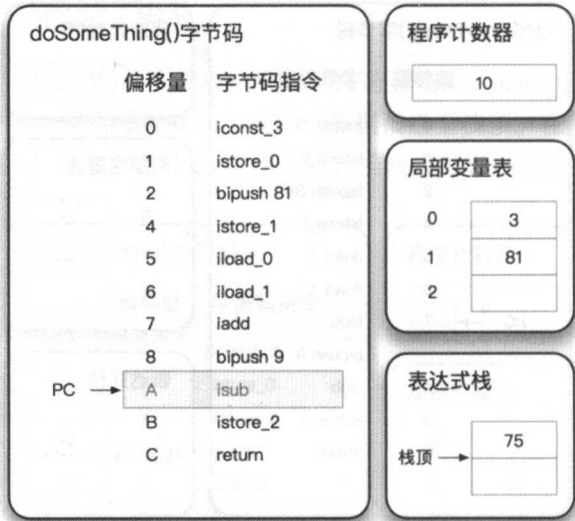 doSomeThing()字节码
偏移量 字节码指令
0 iconst_3
1 istore_0
2 bipush 81
4 istore_1
5 iload_0
6 iload_1
7 iadd
8 bipush 9
PC A isub
B istore_2
C return
程序计数器
10
局部变量表
0 3
1 81
2
表达式栈
75
栈顶